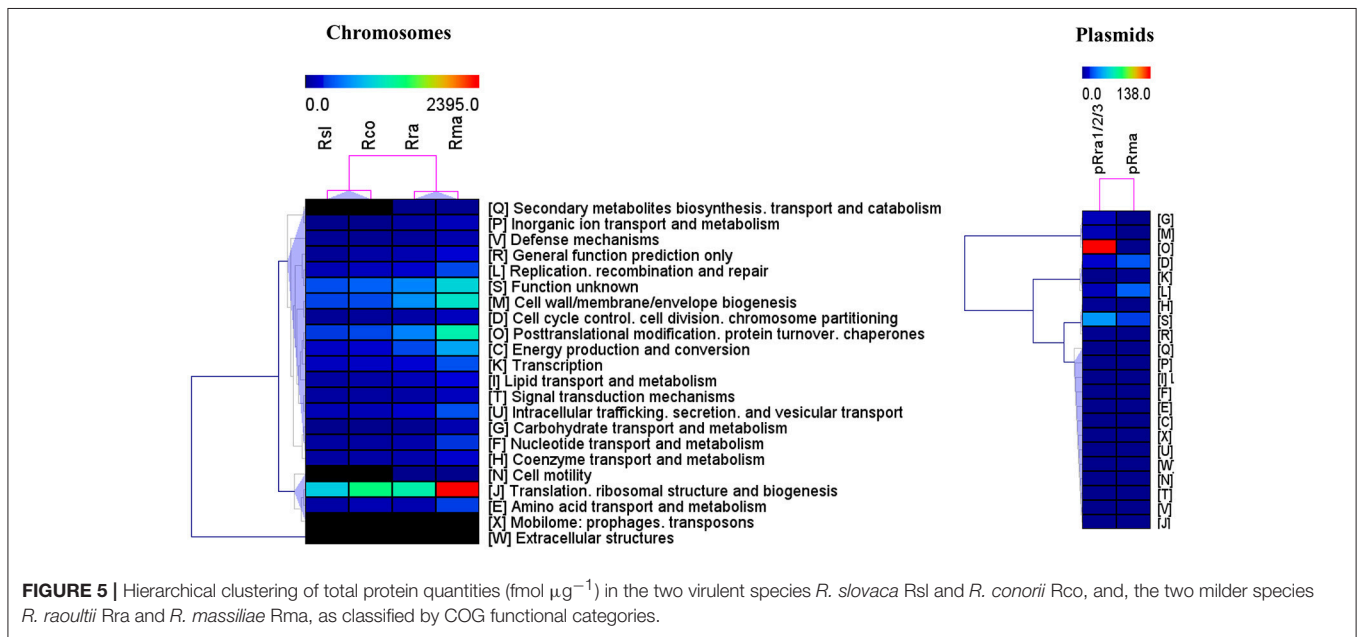 Chromosomes
0.0 2395.0
Rsl Rco Rra Rma
[Q] Secondary metabolites biosynthesis. transport and catabolism
[P] Inorganic ion transport and metabolism
[V] Defense mechanisms
[R] General function prediction only
[L] Replication. recombination and repair
[S] Function unknown
[M] Cell wall/membrane/envelope biogenesis
[D] Cell cycle control. cell division. chromosome partitioning
[O] Posttranslational modification. protein turnover. chaperones
[C] Energy production and conversion
[K] Transcription
[I] Lipid transport and metabolism
[T] Signal transduction mechanisms
[U] Intracellular trafficking. secretion. and vesicular transport
[G] Carbohydrate transport and metabolism
[F] Nucleotide transport and metabolism
[H] Coenzyme transport and metabolism
[N] Cell motility
[J] Translation. ribosomal structure and biogenesis
[E] Amino acid transport and metabolism
[X] Mobilome: prophages. transposons
[W] Extracellular structures
Plasmids
0.0 138.0
pRra1/2/3 pRma
[G]
[M]
[O]
[D]
[K]
[L]
[H]
[S]
[R]
[Q]
[P]
[I]
[F]
[E]
[C]
[X]
[U]
[W]
[N]
[T]
[V]
[J]
FIGURE 5 | Hierarchical clustering of total protein quantities (fmol µg⁻¹) in the two virulent species R. slovaca Rsl and R. conorii Rco, and, the two milder species
R. raoultii Rra and R. massiliae Rma, as classified by COG functional categories.